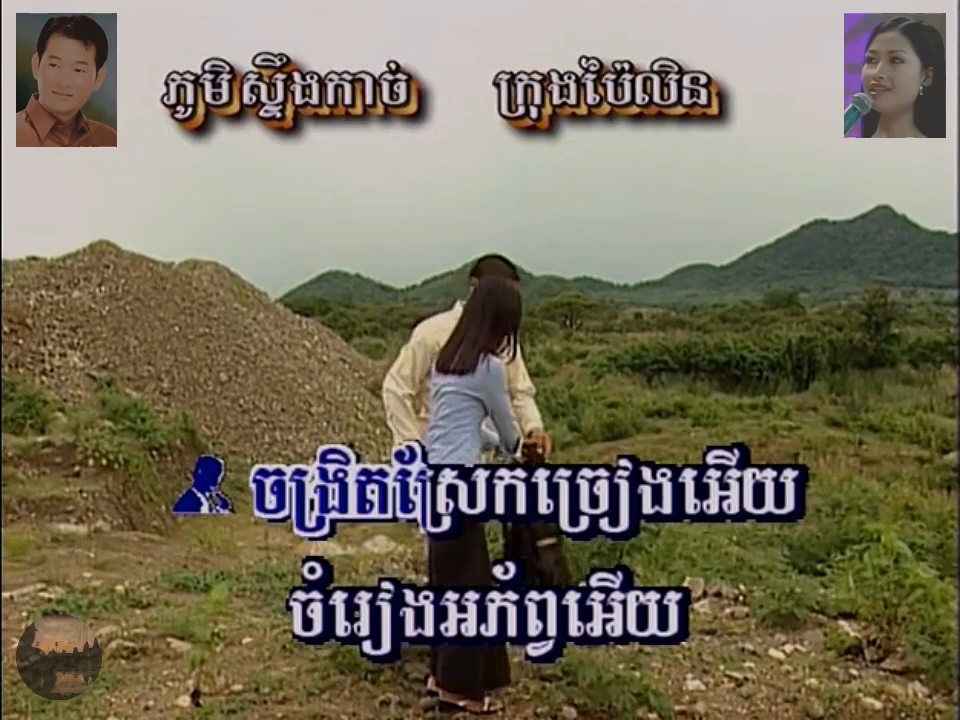 ភូមិស្ទឹងកាច់ ក្រុងប៉ៃលិន
ចង្រិតស្រែកច្រៀងអើយ
ចំរៀងអភ័ព្វអើយ